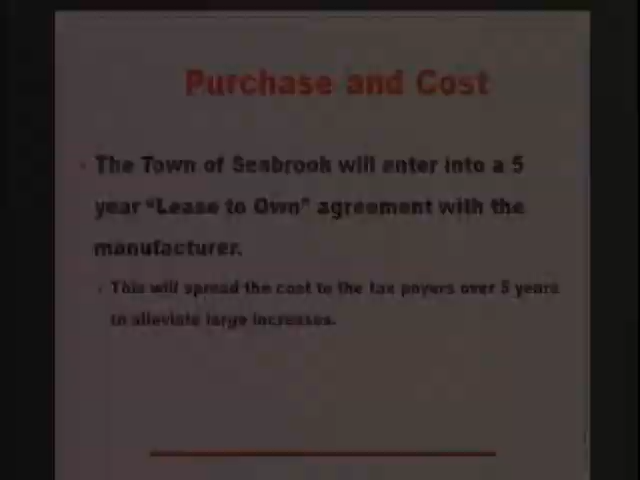 Purchase and Cost
The Town of Seabrook will enter into a 5
year “Lease to Own” agreement with the
manufacturer.
This will spread the cost to the tax payers over 5 years
to alleviate large increases.